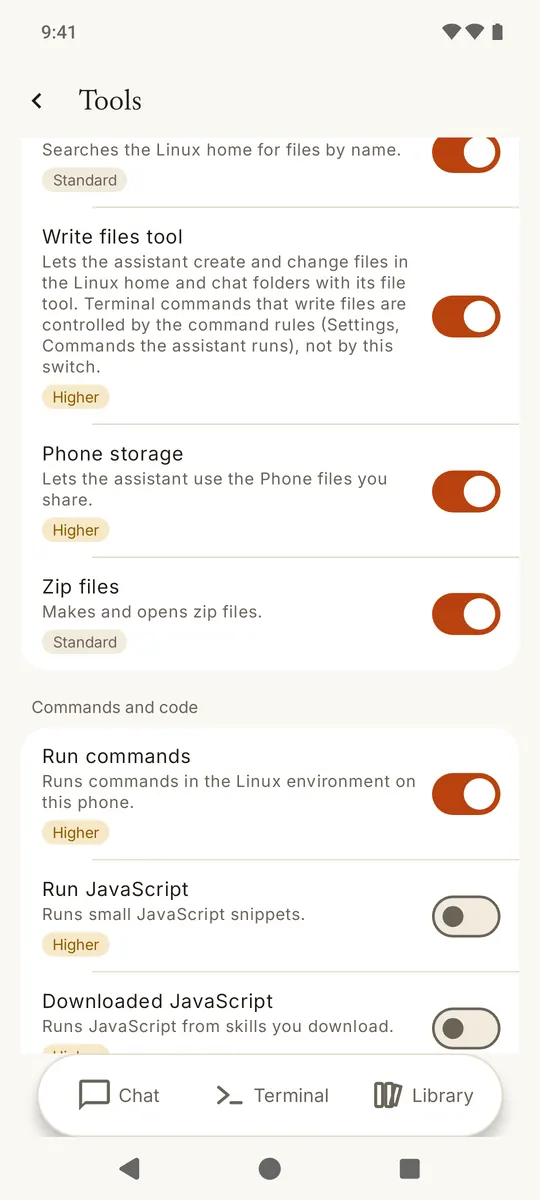 9:41
Tools
Searches the Linux home for files by name.
Standard
Write files tool
Lets the assistant create and change files in
the Linux home and chat folders with its file
tool. Terminal commands that write files are
controlled by the command rules (Settings,
Commands the assistant runs), not by this
switch.
Higher
Phone storage
Lets the assistant use the Phone files you
share.
Higher
Zip files
Makes and opens zip files.
Standard
Commands and code
Run commands
Runs commands in the Linux environment on
this phone.
Higher
Run JavaScript
Runs small JavaScript snippets.
Higher
Downloaded JavaScript
Runs JavaScript from skills you download.
Chat
Terminal
Library